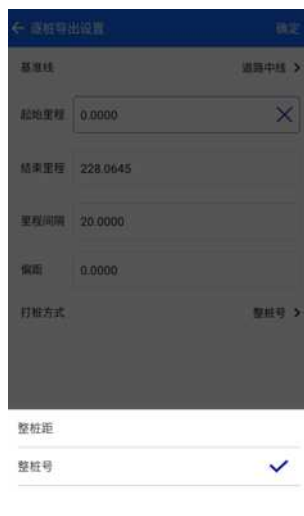 逐桩导出设置 确定
基准线 道路中线
起始里程 0.0000
结束里程 228.0645
里程间隔 20.0000
偏距 0.0000
打桩方式 整桩号
整桩距
整桩号